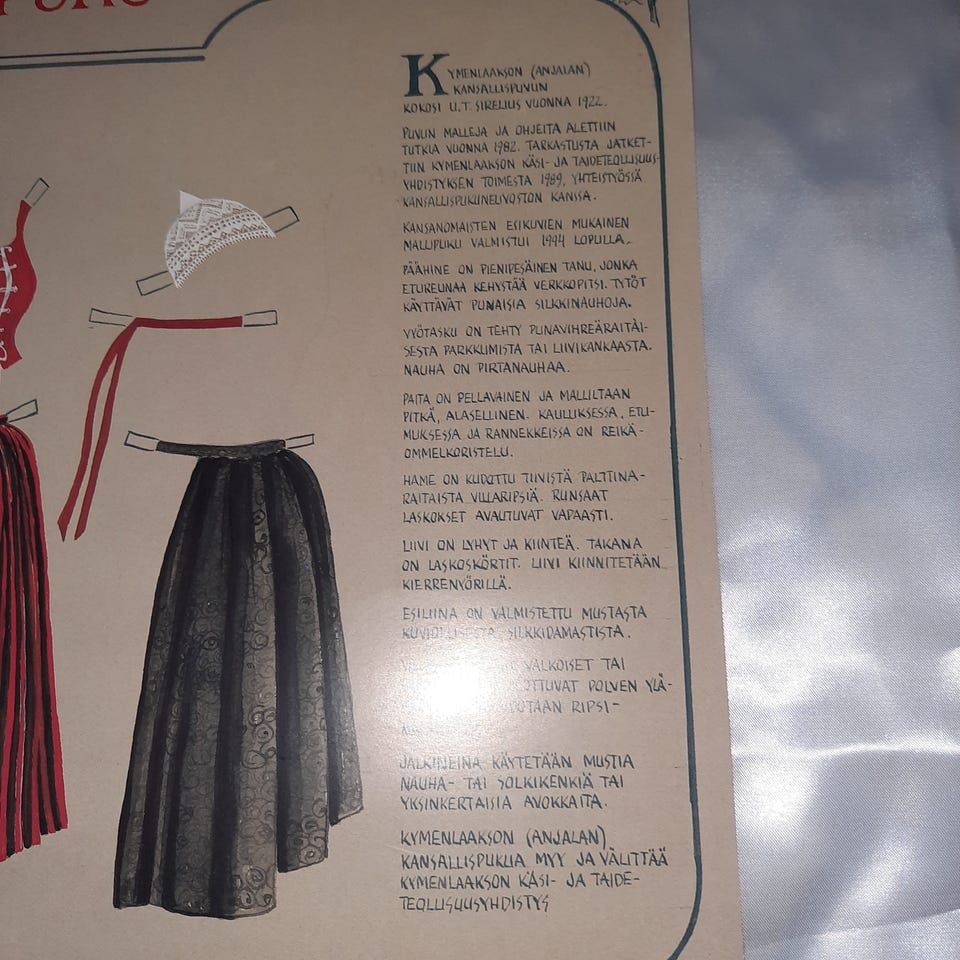 KYMENLAAKSON (ANJALAN)
KANSALLISPUVUN
KOKOSI U.T. SIRELIUS VUONNA 1922.
PUVUN MALLEJA JA OHJEITA ALETTIIN
TUTKIA VUONNA 1982. TARKASTUSTA JATKET-
TIIN KYMENLAAKSON KÄSI- JA TAIDETEOLLISUUS-
YHDISTYKSEN TOIMESTA 1989, YHTEISTYÖSSÄ
KANSALLISPUKUNEUVOSTON KANSSA.
KANSANOMAISTEN ESIKUVIEN MUKAINEN
MALLIPUKU VALMISTUI 1994 LOPULLA.
PÄÄHINE ON PIENIPESÄINEN TANU, JONKA
ETUREUNAA KEHYSTÄÄ VERKKOPITSI. TYTÖT
KÄYTTÄVÄT PUNAISIA SILKKINAUHOJA.
VYÖTASKU ON TEHTY PUNAVIHREÄRAITAI-
SESTA PARKKUMISTA TAI LIIVIKANKAASTA.
NAUHA ON PIRTANAUHAA.
PAITA ON PELLAVAINEN JA MALLILTAAN
PITKÄ, ALASELLINEN. KAULUKSESSA, ETU-
MUKSESSA JA RANNEKKEISSA ON REIKÄ-
OMMELKORISTELU.
HAME ON KUDOTTU TIIVISTÄ PALTTINA-
RAITAISTA VILLARIPSIÄ. RUNSAAT
LASKOKSET AVAUTUVAT VAPAASTI.
LIIVI ON LYHYT JA KIINTEÄ. TAKANA
ON LASKOSKÖRTIT. LIIVI KIINNITETÄÄN
KIERRENYÖRILLÄ.
ESILIINA ON VALMISTETTU MUSTASTA
KUVIOLLISESTA SILKKIDAMASTISTA.
VALKOISET TAI
POLVEN YLÄ-
RIPSI-
JALKINEINA KÄYTETÄÄN MUSTIA
NAUHA- TAI SOLKIKENKIÄ TAI
YKSINKERTAISIA AVOKKAITA.
KYMENLAAKSON (ANJALAN)
KANSALLISPUKUA MYY JA VÄLITTÄÄ
KYMENLAAKSON KÄSI- JA TAIDE-
TEOLLISUUSYHDISTYS